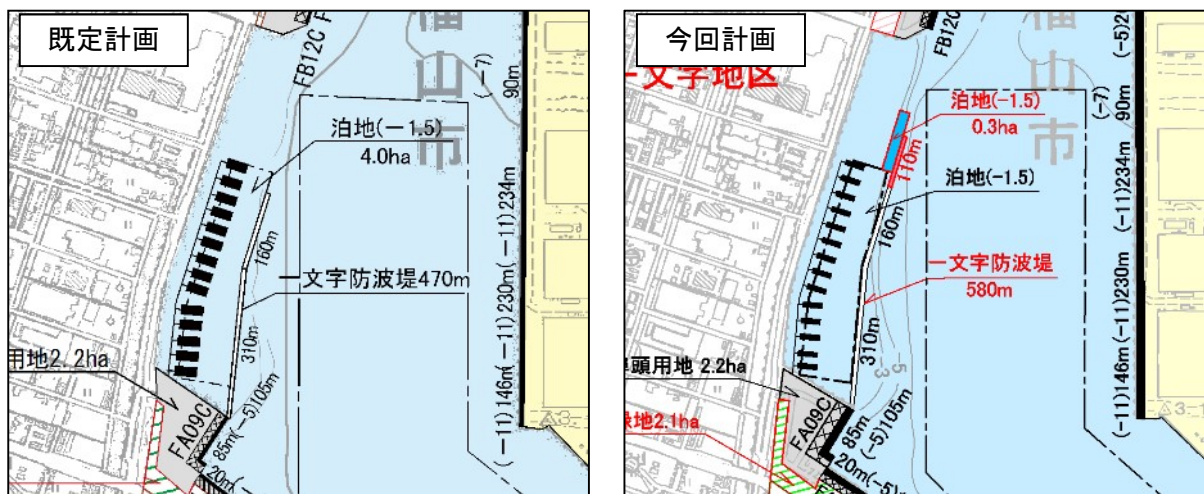 既定計画
FB12C
福山市
(-7)
90m
泊地(-1.5)
4.0ha
160m
一文字防波堤470m
310m
用地2.2ha
FA09C
85m(-5)105m
20m
(-11)146m(-11)230m(-11)234m
今回計画
FB12C
福山市
一文字地区
(-7)
90m
泊地(-1.5)
0.3ha
110m
泊地(-1.5)
160m
一文字防波堤
580m
310m
頭用地 2.2ha
FA09C
85m
(-5)105m
20m(-5)
緑地2.1ha
(-11)146m(-11)230m(-11)234m